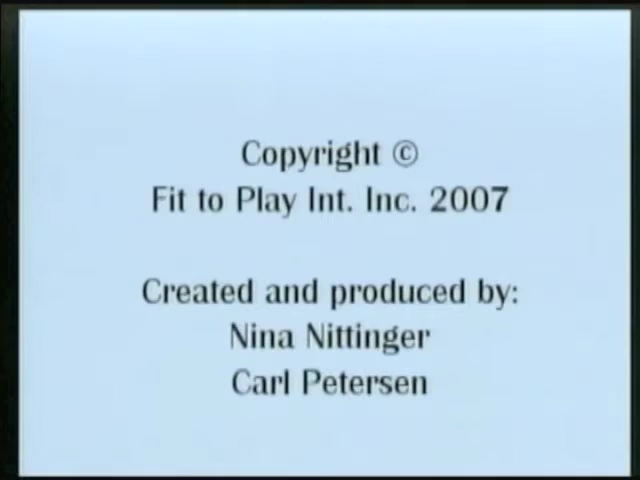 Copyright ©
Fit to Play Int. Inc. 2007
Created and produced by:
Nina Nittinger
Carl Petersen